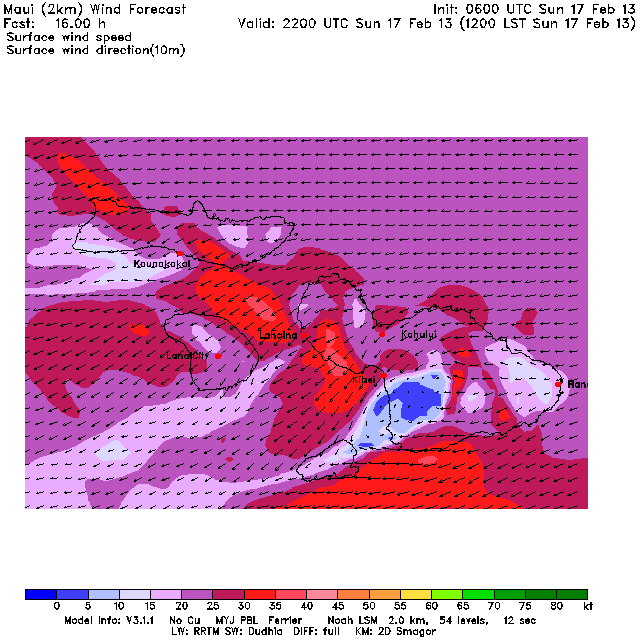 Maui (2km) Wind Forecast Init: 0600 UTC Sun 17 Feb 13
Fcst: 16.00 h Valid: 2200 UTC Sun 17 Feb 13 (1200 LST Sun 17 Feb 13)
Surface wind speed
Surface wind direction(10m)
Kaunakakai
Lahaina
Kahului
LanaiCity
Kihei
Hana
0 5 10 15 20 25 30 35 40 45 50 55 60 65 70 75 80 kt
Model Info: V3.1.1 No Cu MYJ PBL Ferrier Noah LSM 2.0 km, 54 levels, 12 sec
LW: RRTM SW: Dudhia DIFF: full KM: 2D Smagor